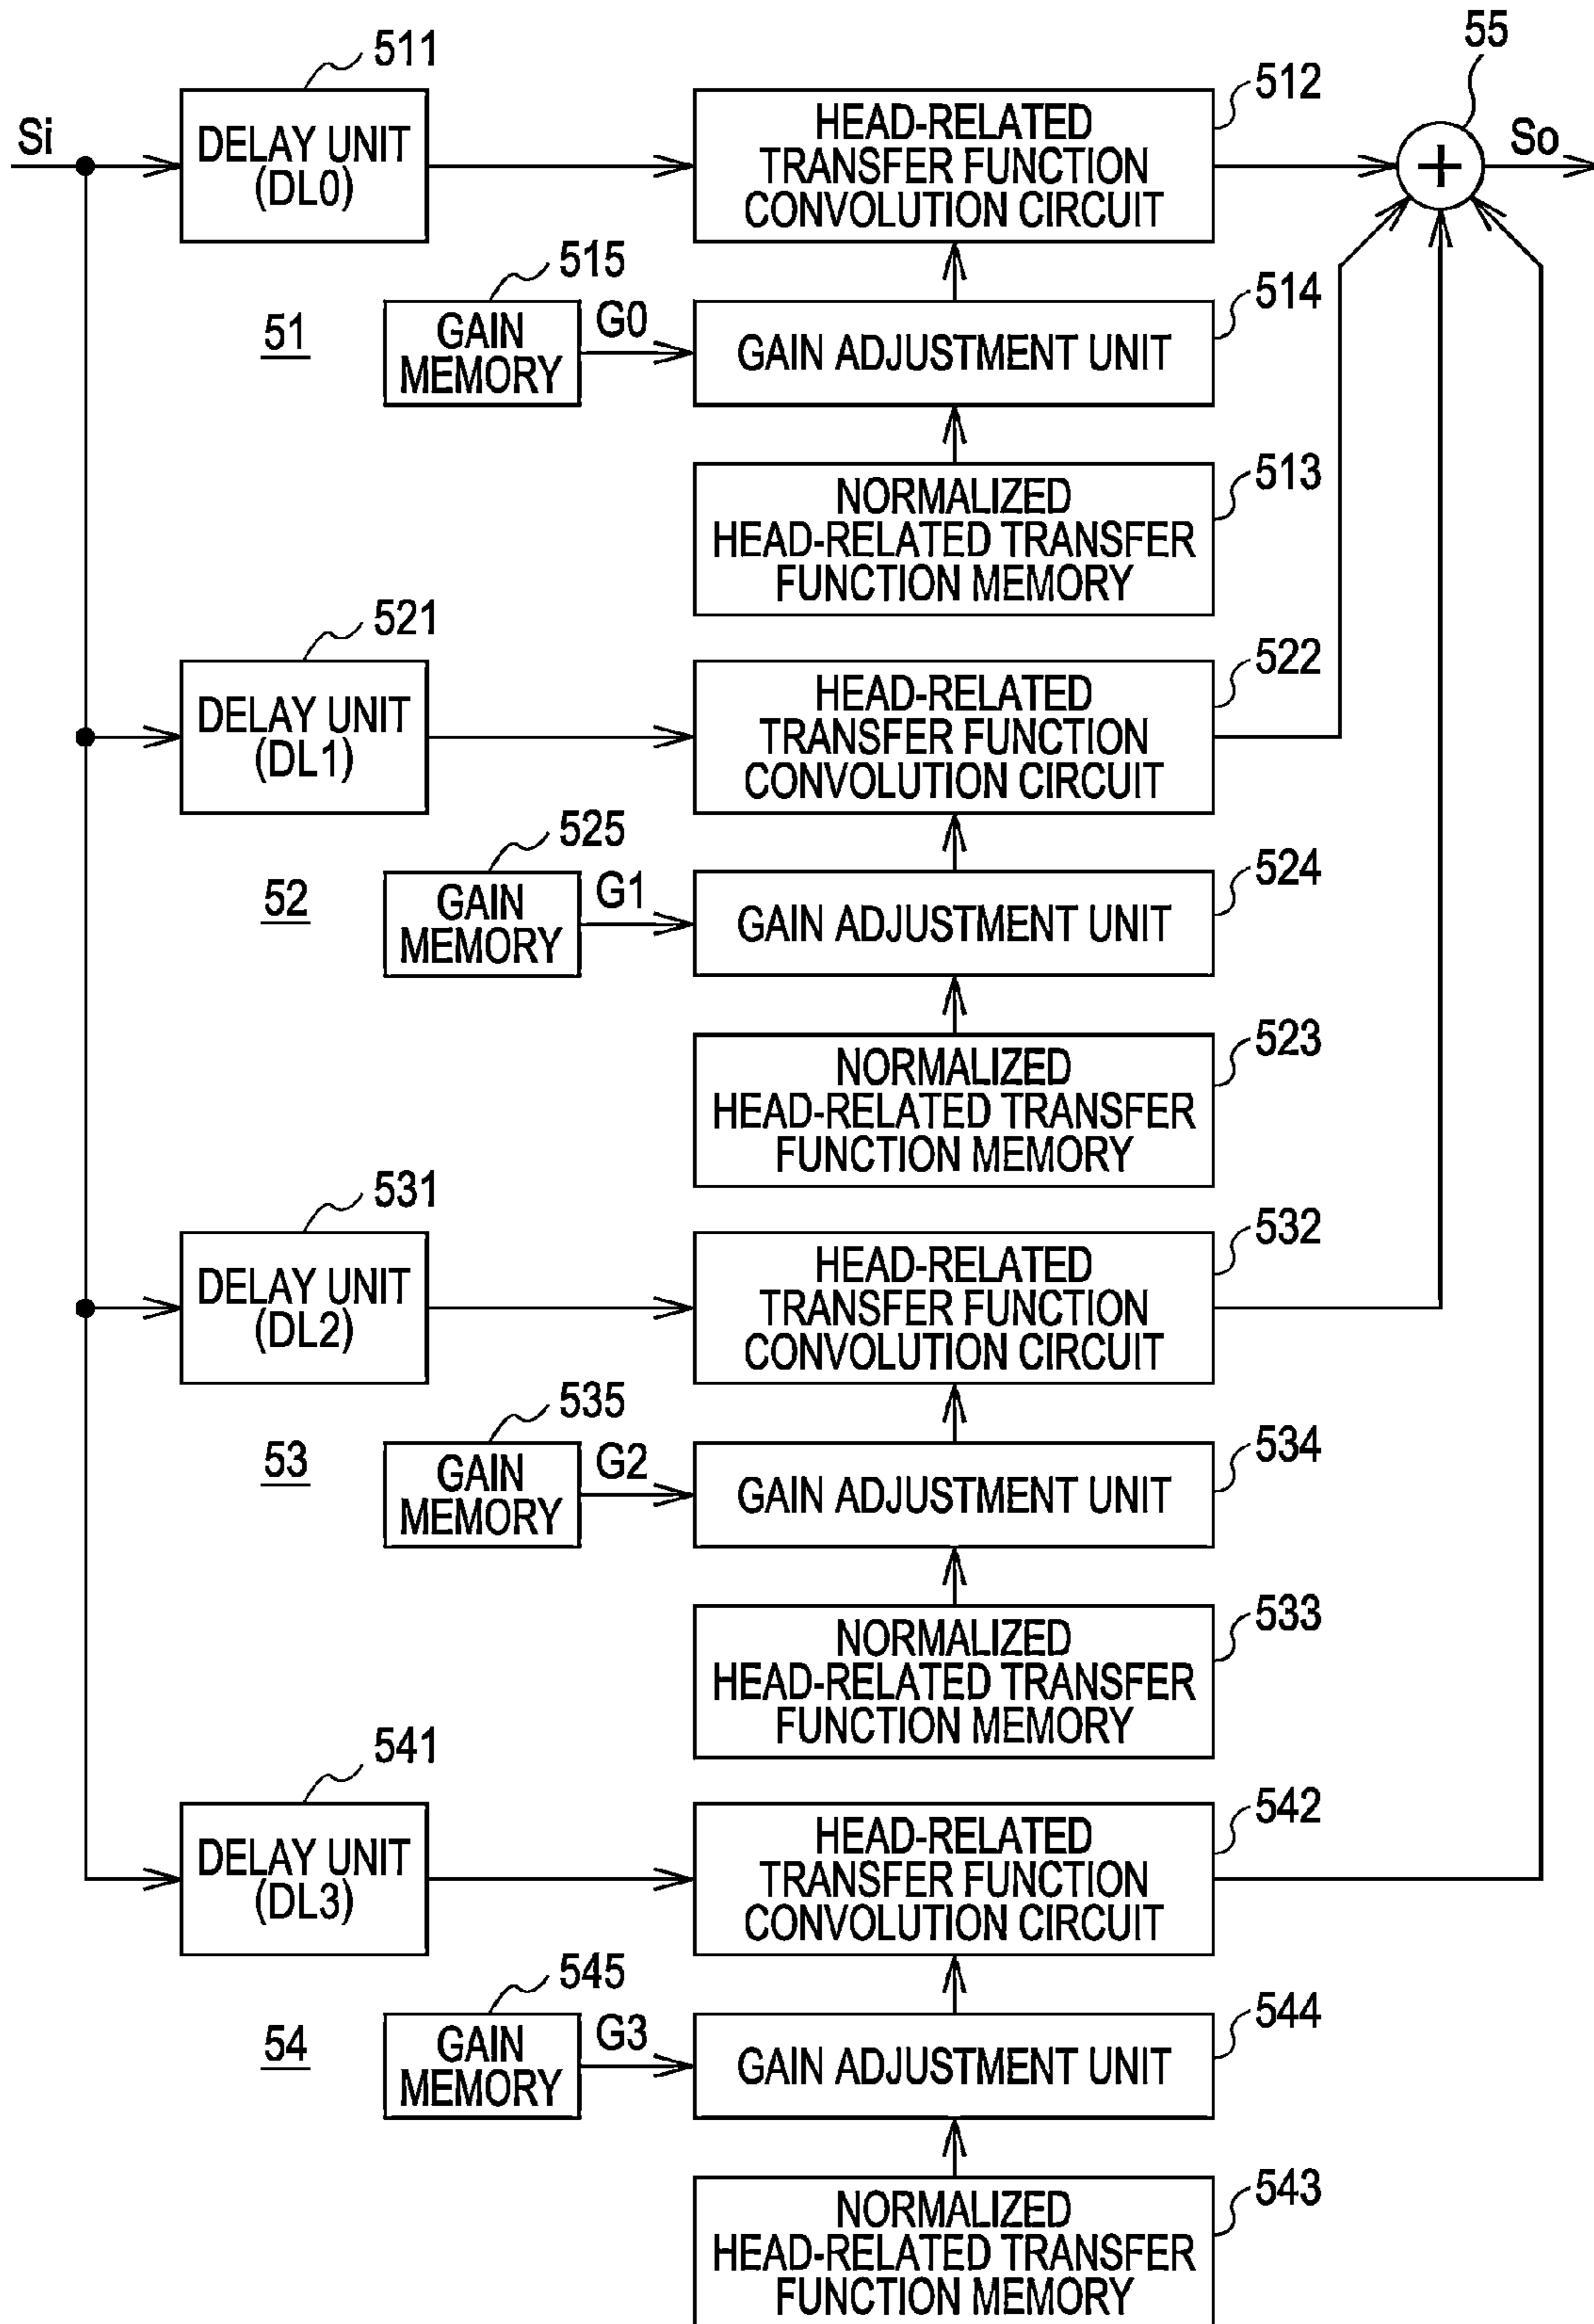 511
55
Si
DELAY UNIT
(DL0)
HEAD-RELATED
TRANSFER FUNCTION
CONVOLUTION CIRCUIT
512
+
So
515
51
GAIN
MEMORY
G0
GAIN ADJUSTMENT UNIT
514
NORMALIZED
HEAD-RELATED TRANSFER
FUNCTION MEMORY
513
521
DELAY UNIT
(DL1)
HEAD-RELATED
TRANSFER FUNCTION
CONVOLUTION CIRCUIT
522
525
52
GAIN
MEMORY
G1
GAIN ADJUSTMENT UNIT
524
NORMALIZED
HEAD-RELATED TRANSFER
FUNCTION MEMORY
523
531
DELAY UNIT
(DL2)
HEAD-RELATED
TRANSFER FUNCTION
CONVOLUTION CIRCUIT
532
535
53
GAIN
MEMORY
G2
GAIN ADJUSTMENT UNIT
534
NORMALIZED
HEAD-RELATED TRANSFER
FUNCTION MEMORY
533
541
DELAY UNIT
(DL3)
HEAD-RELATED
TRANSFER FUNCTION
CONVOLUTION CIRCUIT
542
545
54
GAIN
MEMORY
G3
GAIN ADJUSTMENT UNIT
544
NORMALIZED
HEAD-RELATED TRANSFER
FUNCTION MEMORY
543